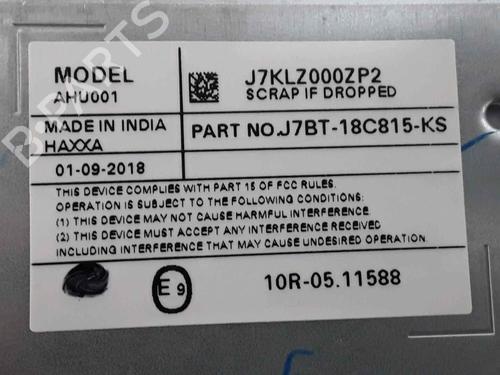 MODEL
AHU001
J7KLZ000ZP2
SCRAP IF DROPPED
MADE IN INDIA
HAXXA
PART NO.J7BT-18C815-KS
01-09-2018
THIS DEVICE COMPLIES WITH PART 15 OF FCC RULES.
OPERATION IS SUBJECT TO THE FOLLOWING CONDITIONS:
(1) THIS DEVICE MAY NOT CAUSE HARMFUL INTERFERENCE.
(2) THIS DEVICE MUST ACCEPT ANY INTERFERENCE RECEIVED
INCLUDING INTERFERENCE THAT MAY CAUSE UNDESIRED OPERATION.
E9
10R-05.11588
B-PARTS